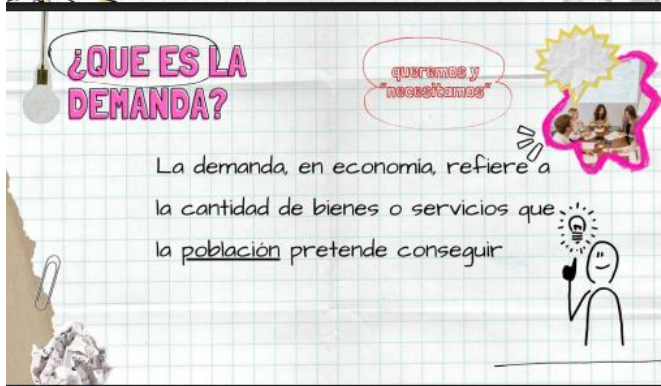 ¿QUE ES LA
DEMANDA?
queremos y
"necesitamos"
La demanda, en economía, refiere a
la cantidad de bienes o servicios que
la población pretende conseguir